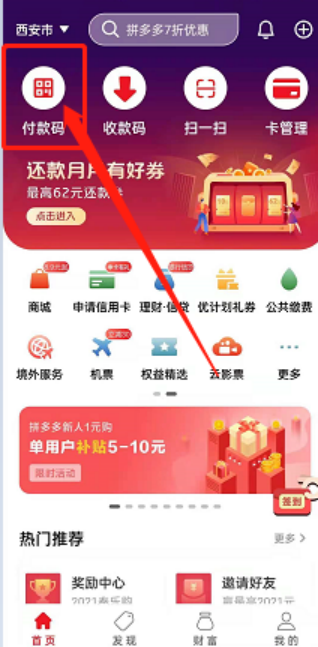 西安市
拼多多7折优惠
付款码 收款码 扫一扫 卡管理
还款月月有好券
最高62元还款券
点击进入
商城 申请信用卡 理财·信贷 优计划礼券 公共缴费
境外服务 机票 权益精选 云影票 更多
拼多多新人1元购
单用户补贴5-10元
限时活动
签到
热门推荐 更多
奖励中心 邀请好友
首页 发现 财富 我的